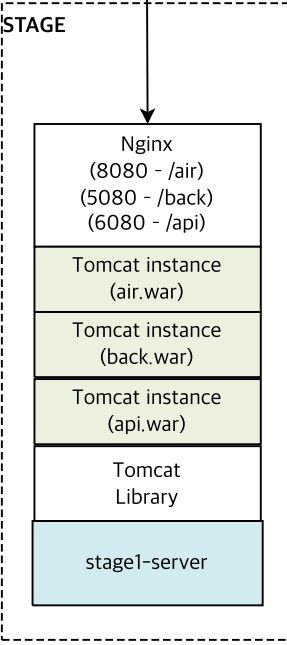 STAGE
Nginx
(8080 - /air)
(5080 - /back)
(6080 - /api)
Tomcat instance
(air.war)
Tomcat instance
(back.war)
Tomcat instance
(api.war)
Tomcat
Library
stage1-server